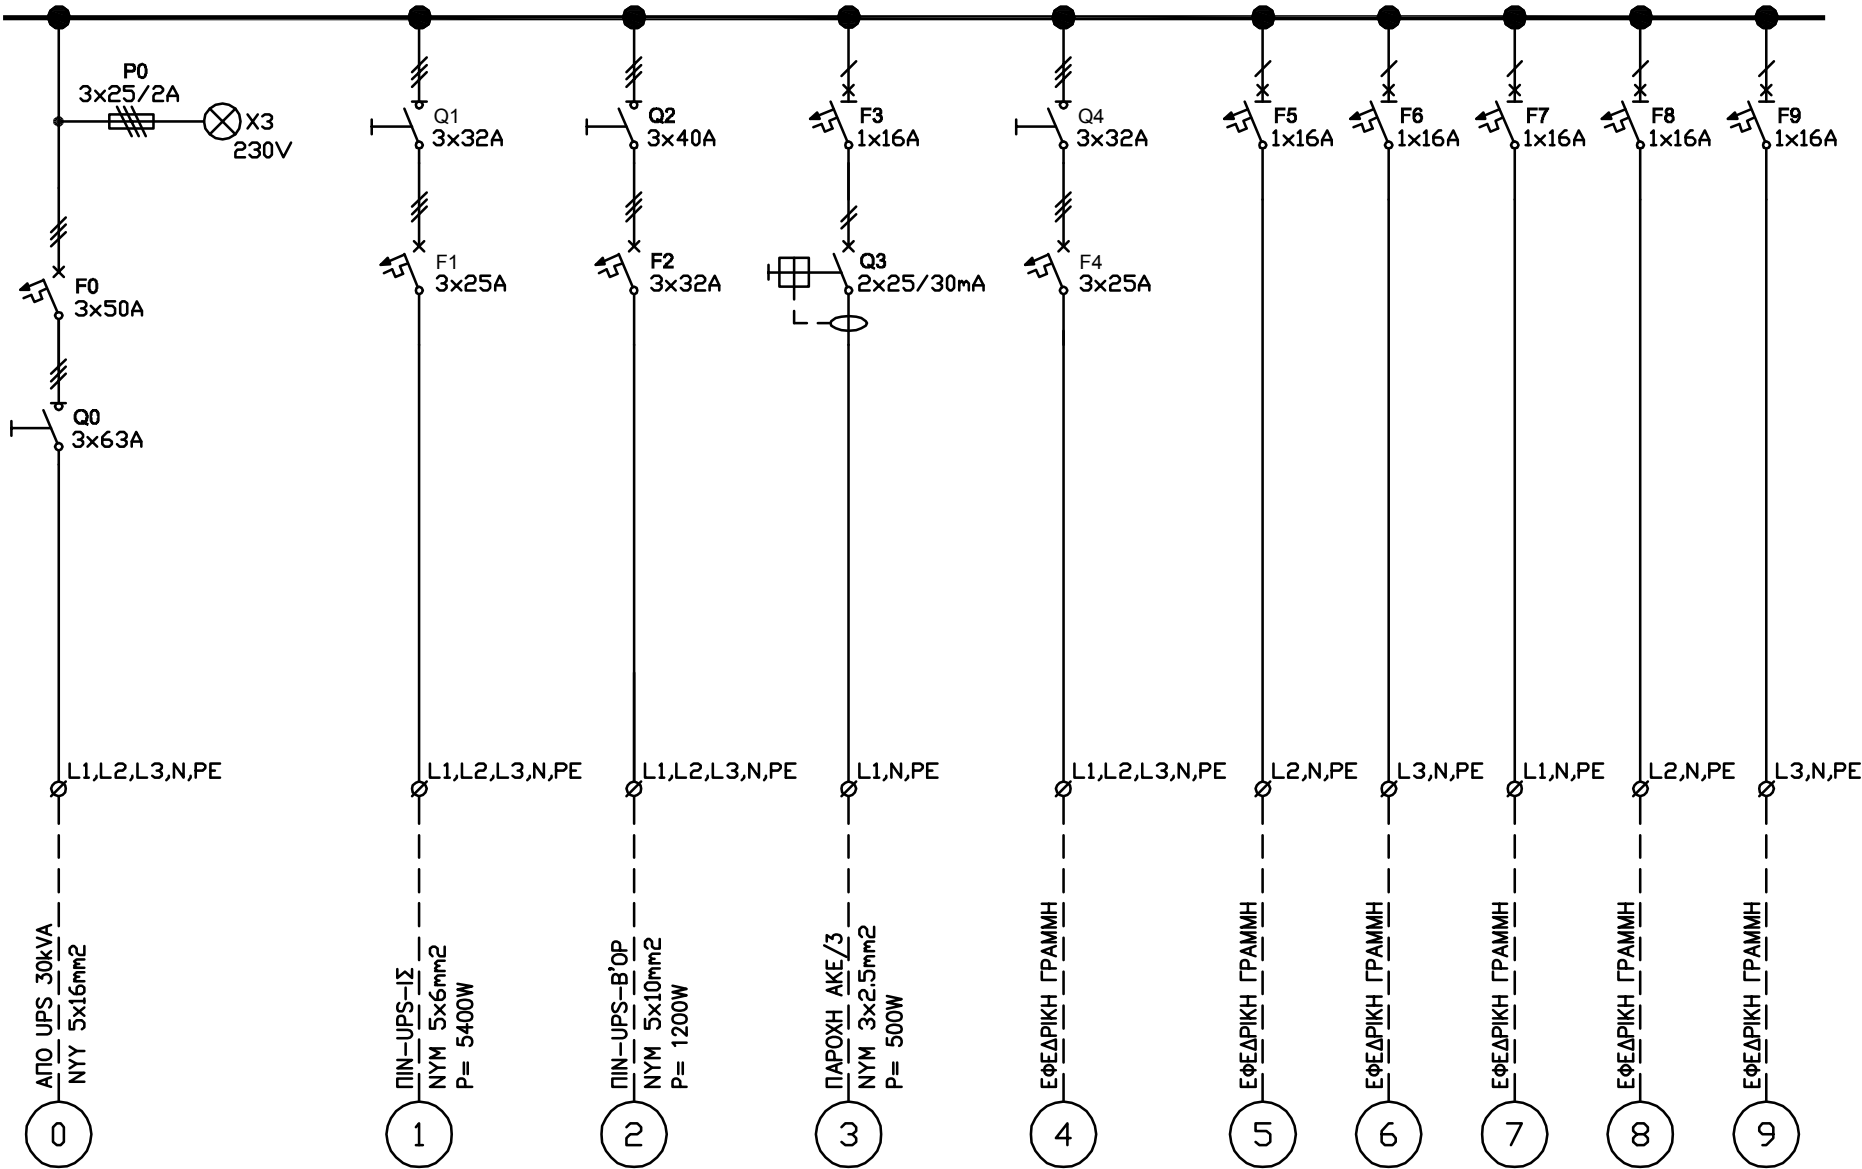 P0
3x25/2A
X3
230V
F0
3x50A
Q0
3x63A
Q1
3x32A
F1
3x25A
Q2
3x40A
F2
3x32A
F3
1x16A
Q3
2x25/30mA
Q4
3x32A
F4
3x25A
F5
1x16A
F6
1x16A
F7
1x16A
F8
1x16A
F9
1x16A
L1,L2,L3,N,PE
L1,L2,L3,N,PE
L1,L2,L3,N,PE
L1,N,PE
L1,L2,L3,N,PE
L2,N,PE
L3,N,PE
L1,N,PE
L2,N,PE
L3,N,PE
ΑΠΟ UPS 30kVA
NYY 5x16mm2
ΠΙΝ-UPS-ΙΣ
NYM 5x6mm2
P= 5400W
ΠΙΝ-UPS-Β'ΟΡ
NYM 5x10mm2
P= 1200W
ΠΑΡΟΧΗ ΑΚΕ/3
NYM 3x2.5mm2
P= 500W
ΕΦΕΔΡΙΚΗ ΓΡΑΜΜΗ
ΕΦΕΔΡΙΚΗ ΓΡΑΜΜΗ
ΕΦΕΔΡΙΚΗ ΓΡΑΜΜΗ
ΕΦΕΔΡΙΚΗ ΓΡΑΜΜΗ
ΕΦΕΔΡΙΚΗ ΓΡΑΜΜΗ
ΕΦΕΔΡΙΚΗ ΓΡΑΜΜΗ
0
1
2
3
4
5
6
7
8
9